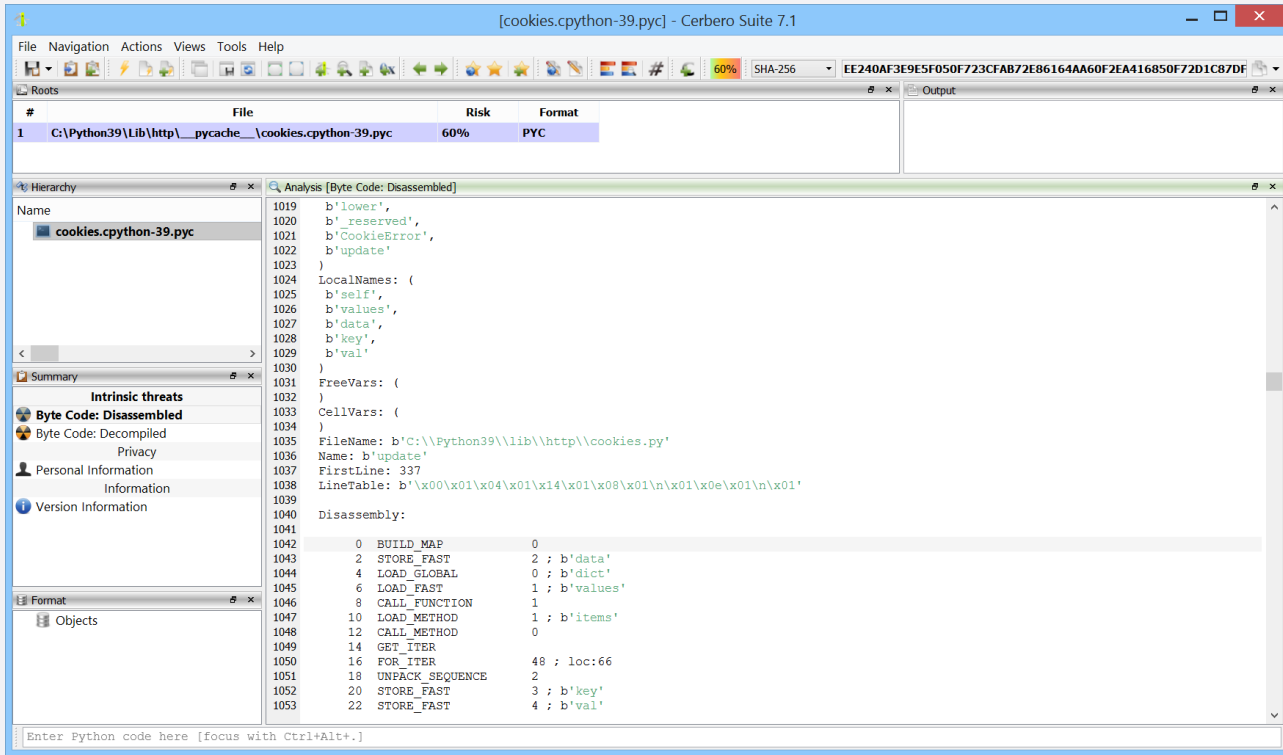 [cookies.cpython-39.pyc] - Cerbero Suite 7.1
File Navigation Actions Views Tools Help
60% SHA-256 EE240AF3E9E5F050F723CFAB72E86164AA60F2EA416850F72D1C87DF
Roots
# File Risk Format
1 C:\Python39\Lib\http\__pycache__\cookies.cpython-39.pyc 60% PYC
Output
Hierarchy
Name
cookies.cpython-39.pyc
Summary
Intrinsic threats
Byte Code: Disassembled
Byte Code: Decompiled
Privacy
Personal Information
Information
Version Information
Format
Objects
Analysis [Byte Code: Disassembled]
1019 b'lower',
1020 b'_reserved',
1021 b'CookieError',
1022 b'update'
1023 )
1024 LocalNames: (
1025 b'self',
1026 b'values',
1027 b'data',
1028 b'key',
1029 b'val'
1030 )
1031 FreeVars: (
1032 )
1033 CellVars: (
1034 )
1035 FileName: b'C:\\Python39\\lib\\http\\cookies.py'
1036 Name: b'update'
1037 FirstLine: 337
1038 LineTable: b'\x00\x01\x04\x01\x14\x01\x08\x01\n\x01\x0e\x01\n\x01'
1039
1040 Disassembly:
1041
1042 0 BUILD_MAP 0
1043 2 STORE_FAST 2 ; b'data'
1044 4 LOAD_GLOBAL 0 ; b'dict'
1045 6 LOAD_FAST 1 ; b'values'
1046 8 CALL_FUNCTION 1
1047 10 LOAD_METHOD 1 ; b'items'
1048 12 CALL_METHOD 0
1049 14 GET_ITER
1050 16 FOR_ITER 48 ; loc:66
1051 18 UNPACK_SEQUENCE 2
1052 20 STORE_FAST 3 ; b'key'
1053 22 STORE_FAST 4 ; b'val'
Enter Python code here [focus with Ctrl+Alt+.]